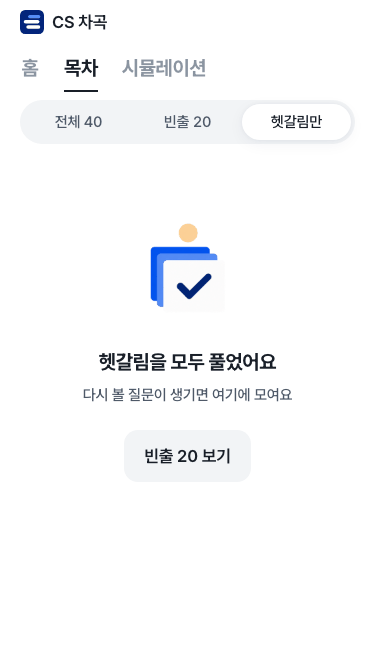 CS 차곡
홈 목차 시뮬레이션
전체 40 빈출 20 헷갈림만
헷갈림을 모두 풀었어요
다시 볼 질문이 생기면 여기에 모여요
빈출 20 보기